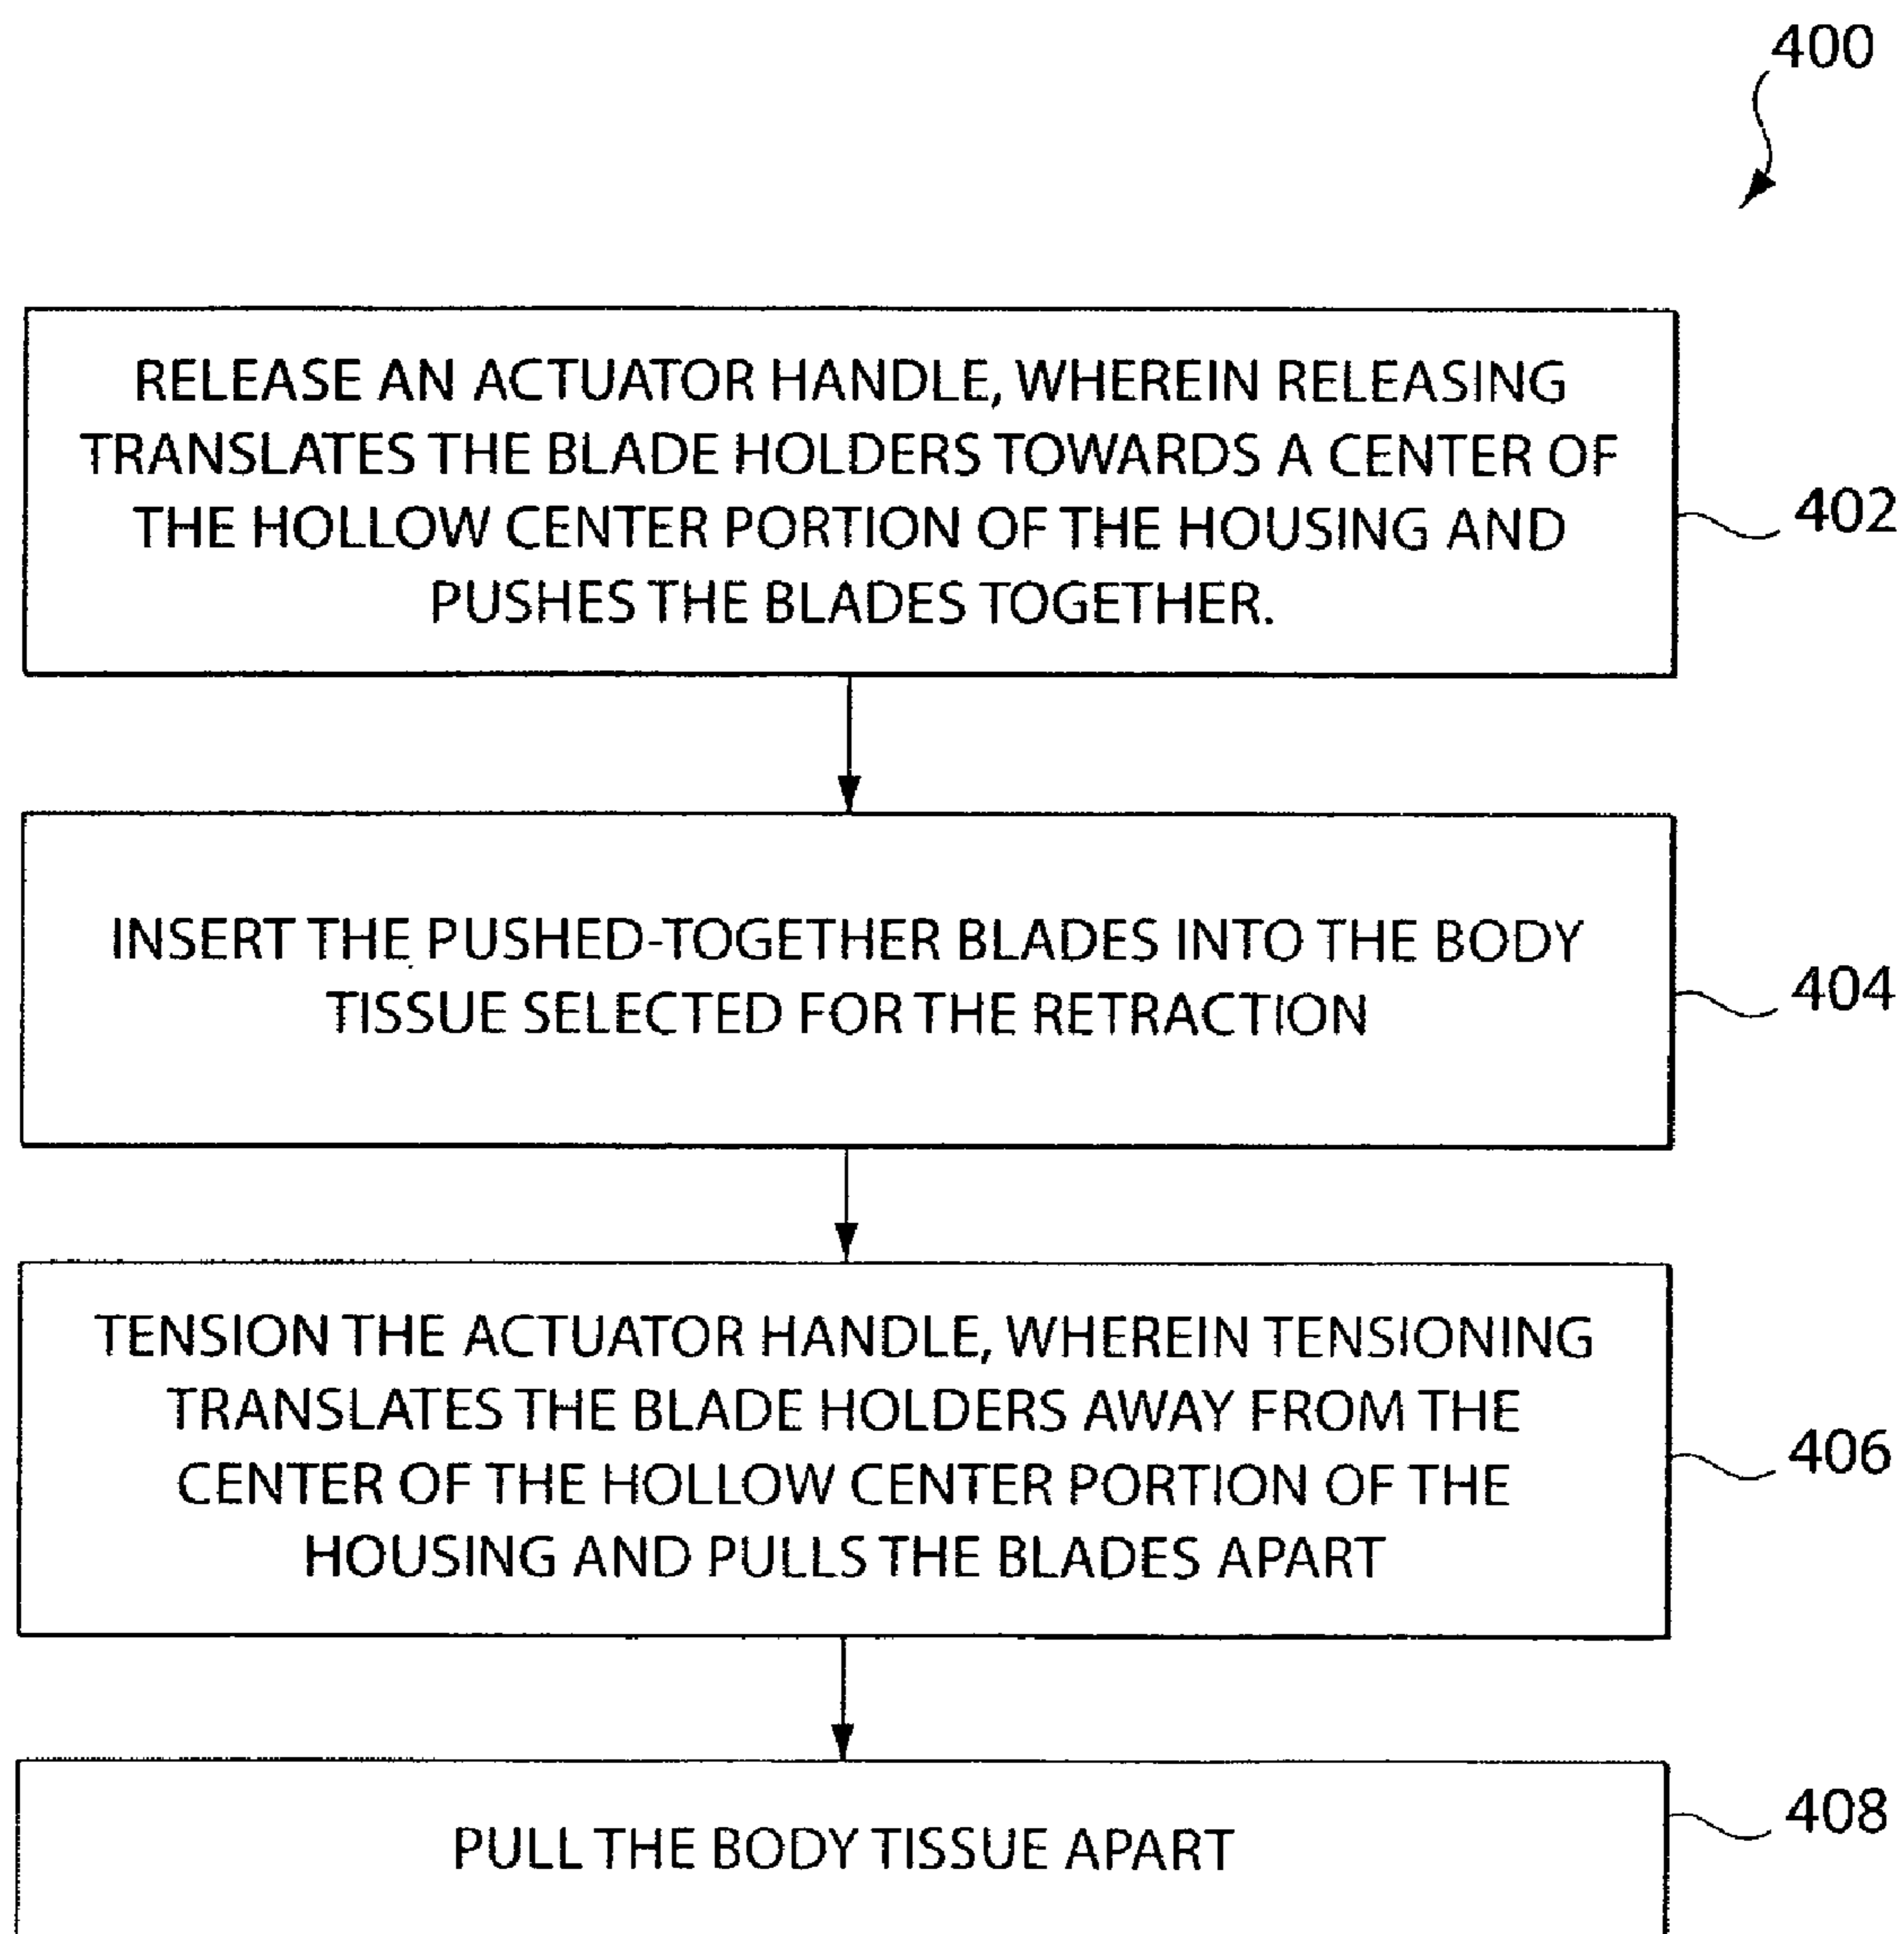 400
RELEASE AN ACTUATOR HANDLE, WHEREIN RELEASING
TRANSLATES THE BLADE HOLDERS TOWARDS A CENTER OF
THE HOLLOW CENTER PORTION OF THE HOUSING AND
PUSHES THE BLADES TOGETHER.
402
INSERT THE PUSHED-TOGETHER BLADES INTO THE BODY
TISSUE SELECTED FOR THE RETRACTION
404
TENSION THE ACTUATOR HANDLE, WHEREIN TENSIONING
TRANSLATES THE BLADE HOLDERS AWAY FROM THE
CENTER OF THE HOLLOW CENTER PORTION OF THE
HOUSING AND PULLS THE BLADES APART
406
PULL THE BODY TISSUE APART
408